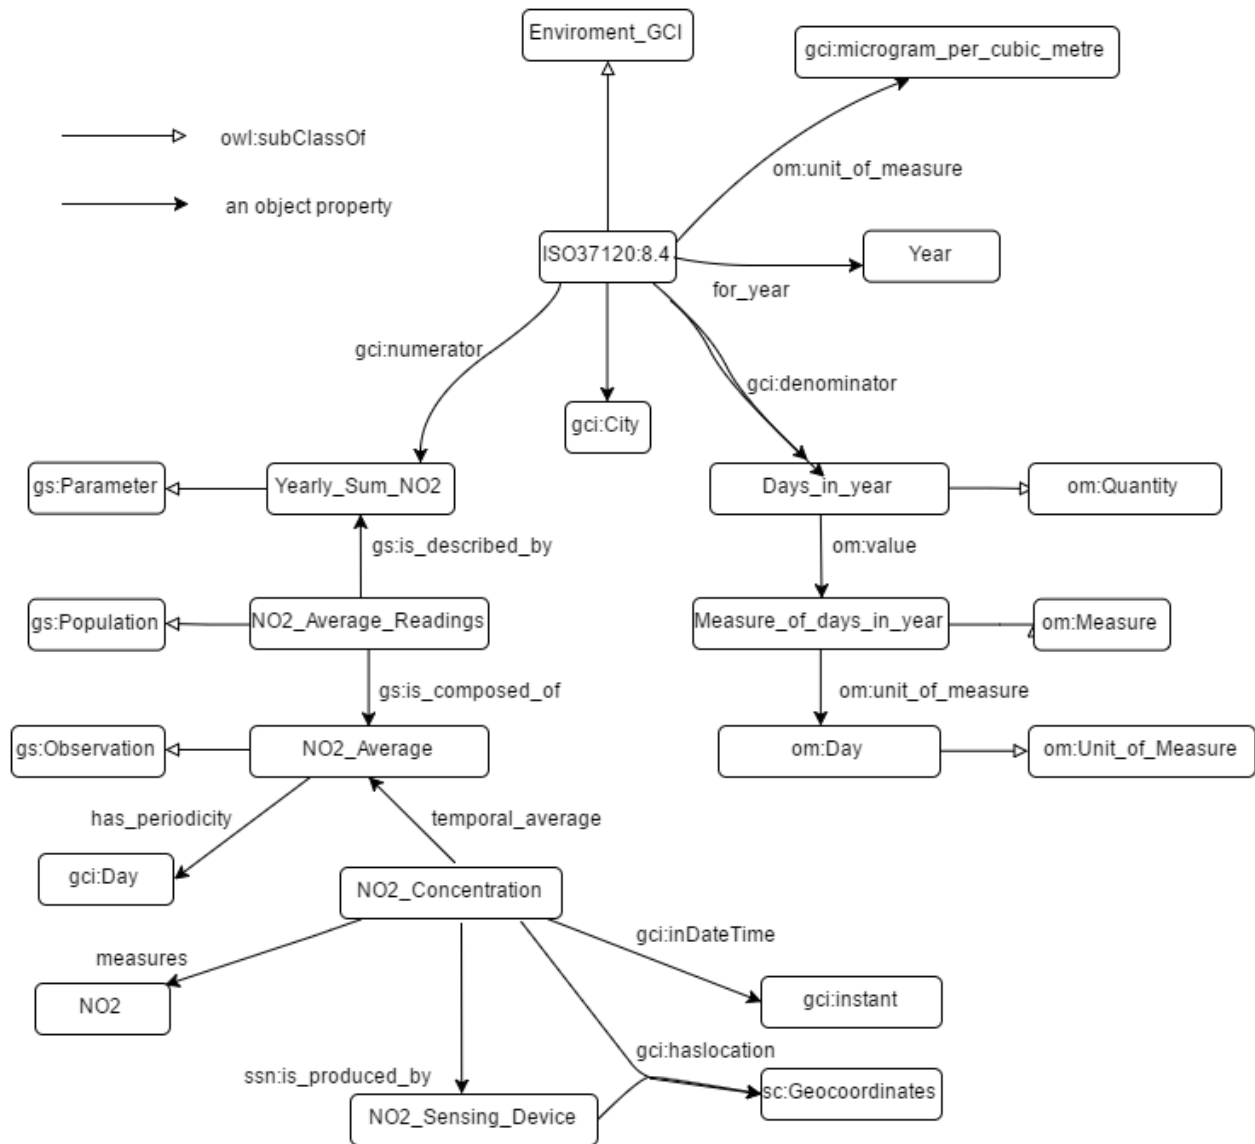 Enviroment_GCI
gci:microgram_per_cubic_metre
owl:subClassOf
om:unit_of_measure
an object property
ISO37120:8.4
Year
for_year
gci:numerator
gci:denominator
gci:City
gs:Parameter
Yearly_Sum_NO2
Days_in_year
om:Quantity
gs:is_described_by
om:value
gs:Population
NO2_Average_Readings
Measure_of_days_in_year
om:Measure
gs:is_composed_of
om:unit_of_measure
gs:Observation
NO2_Average
om:Day
om:Unit_of_Measure
has_periodicity
temporal_average
gci:Day
NO2_Concentration
gci:inDateTime
measures
NO2
gci:instant
gci:haslocation
ssn:is_produced_by
sc:Geocoordinates
NO2_Sensing_Device